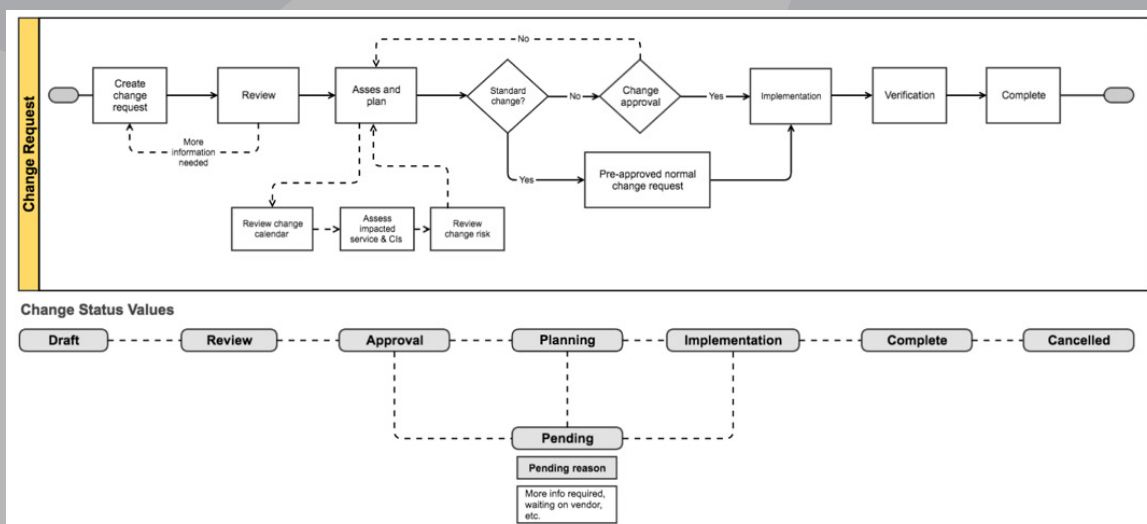 Change Request
No
Create
change
request
Review
Asses and
plan
Standard
change?
No
Change
approval
Yes
Implementation
Verification
Complete
More
information
needed
Yes
Pre-approved normal
change request
Review change
calendar
Assess
impacted
service & CIs
Review
change risk
Change Status Values
Draft
Review
Approval
Planning
Implementation
Complete
Cancelled
Pending
Pending reason
More info required,
waiting on vendor,
etc.